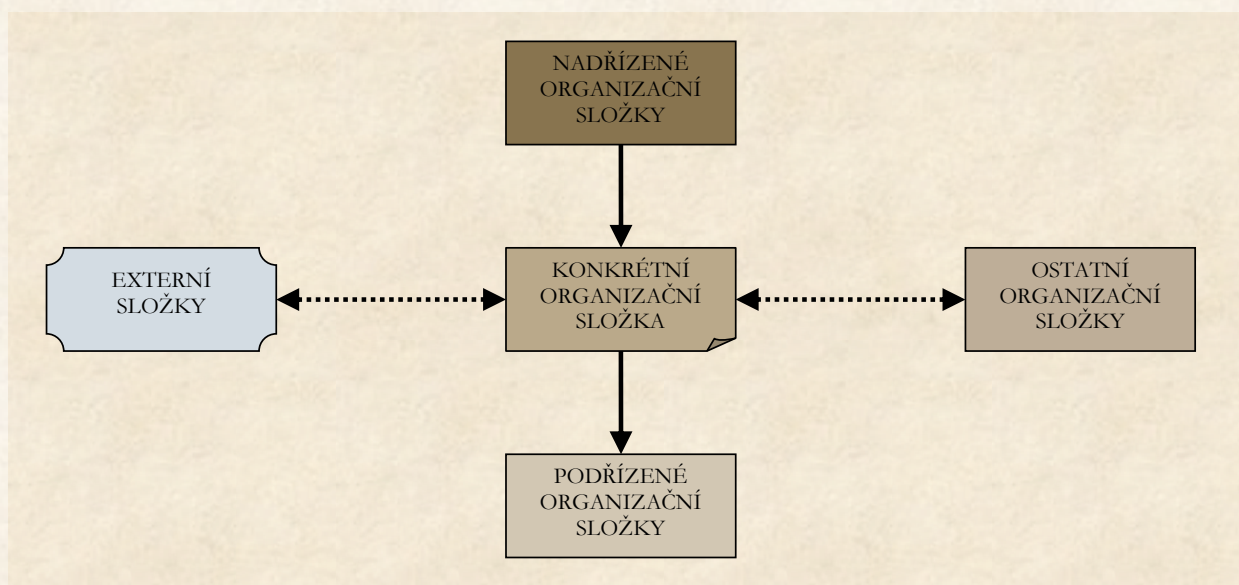 NADŘÍZENÉ
ORGANIZAČNÍ
SLOŽKY
EXTERNÍ
SLOŽKY
KONKRÉTNÍ
ORGANIZAČNÍ
SLOŽKA
OSTATNÍ
ORGANIZAČNÍ
SLOŽKY
PODŘÍZENÉ
ORGANIZAČNÍ
SLOŽKY